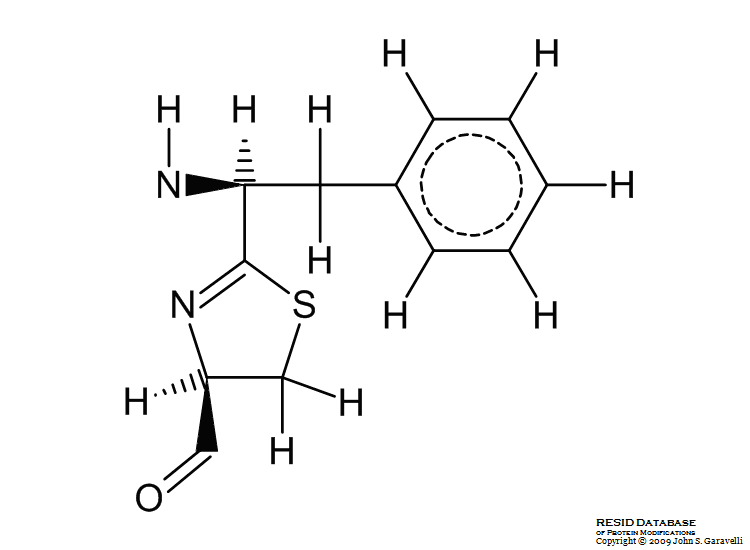 H H
H H H
N H
N S
H
H H
H H
H
O
RESID DATABASE
OF PROTEIN MODIFICATIONS
Copyright © 2009 John S. Garavelli